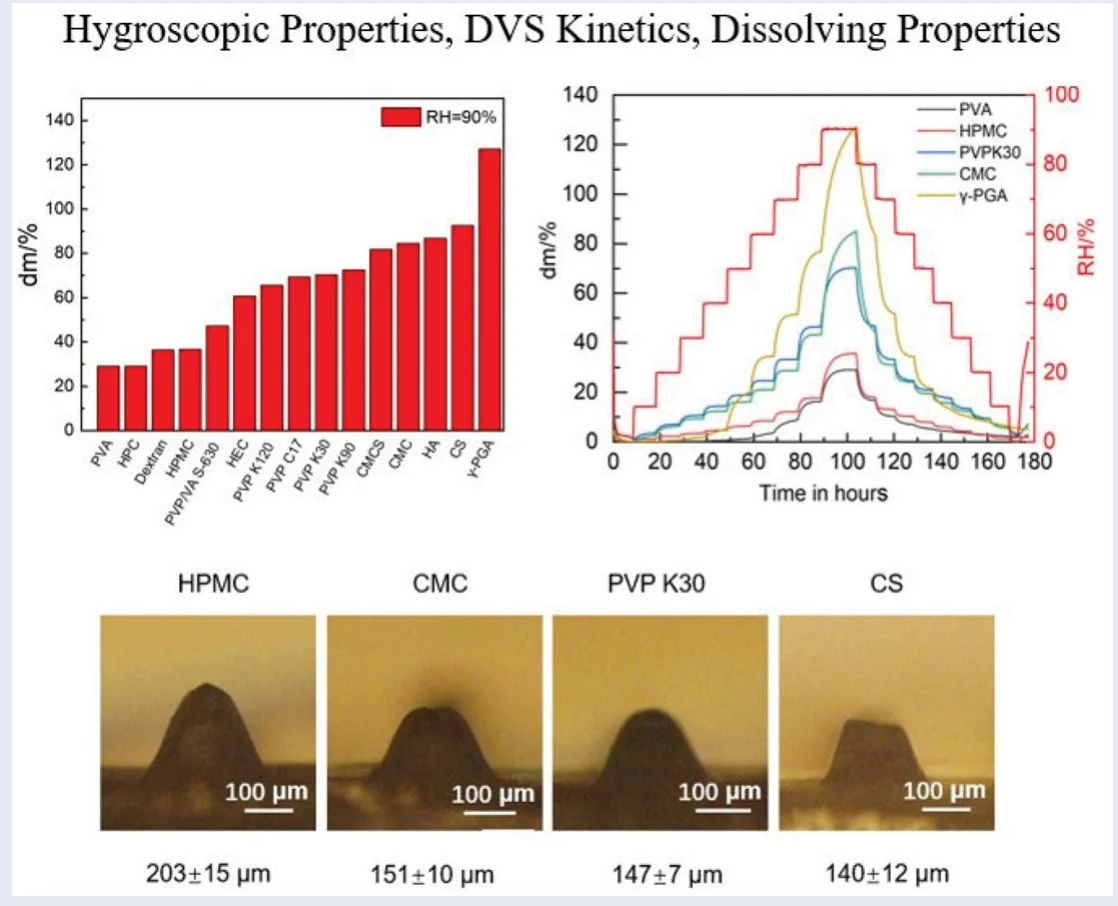 Hygroscopic Properties, DVS Kinetics, Dissolving Properties
dm/%
140
120
100
80
60
40
20
0
RH=90%
PVA
HPC
Dextran
HPMC
PVP/VA S-630
HEC
PVP K120
PVP C17
PVP K30
PVP K90
CMCS
CMC
HA
CS
γ-PGA
dm/%
140
120
100
80
60
40
20
0
PVA
HPMC
PVPK30
CMC
γ-PGA
100
80
60
40
20
0
RH/%
0 20 40 60 80 100 120 140 160 180
Time in hours
HPMC CMC PVP K30 CS
100 μm 100 μm 100 μm 100 μm
203±15 μm 151±10 μm 147±7 μm 140±12 μm